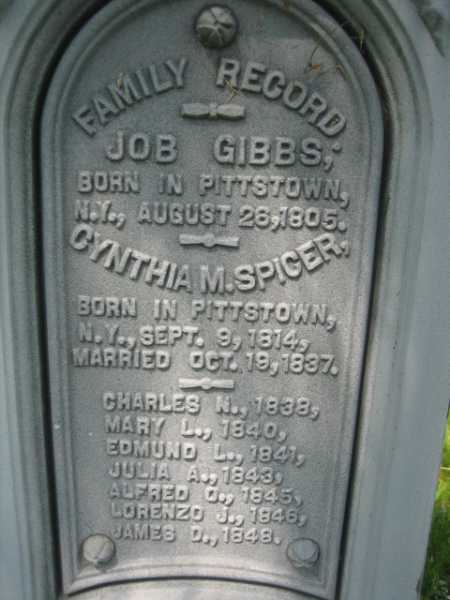 FAMILY RECORD
JOB GIBBS,
BORN IN PITTSTOWN,
N.Y., AUGUST 26, 1805.
CYNTHIA M. SPICER,
BORN IN PITTSTOWN,
N.Y., SEPT. 9, 1814,
MARRIED OCT. 19, 1837.
CHARLES N., 1838,
MARY L., 1840,
EDMUND L., 1841,
JULIA A., 1843,
ALFRED O., 1845,
LORENZO J., 1846,
JAMES D., 1848.